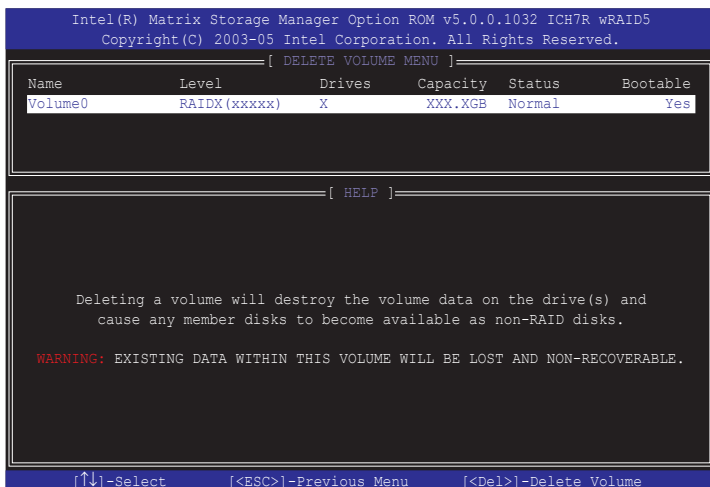 Intel(R) Matrix Storage Manager Option ROM v5.0.0.1032 ICH7R wRAID5
Copyright(C) 2003-05 Intel Corporation. All Rights Reserved.
[ DELETE VOLUME MENU ]
Name Level Drives Capacity Status Bootable
Volume0 RAIDX(xxxxx) X XXX.XGB Normal Yes
[ HELP ]
Deleting a volume will destroy the volume data on the drive(s) and
cause any member disks to become available as non-RAID disks.
WARNING: EXISTING DATA WITHIN THIS VOLUME WILL BE LOST AND NON-RECOVERABLE.
[↑↓]-Select [<ESC>]-Previous Menu [<Del>]-Delete Volume